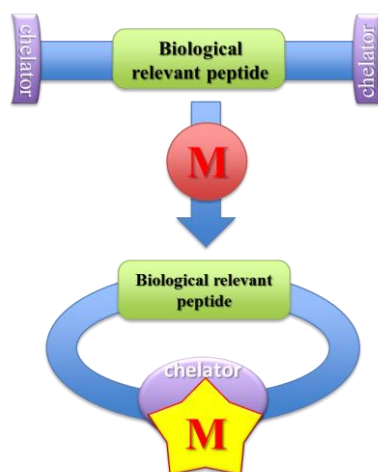 chelator
Biological
relevant peptide
chelator
M
Biological relevant
peptide
chelator
M